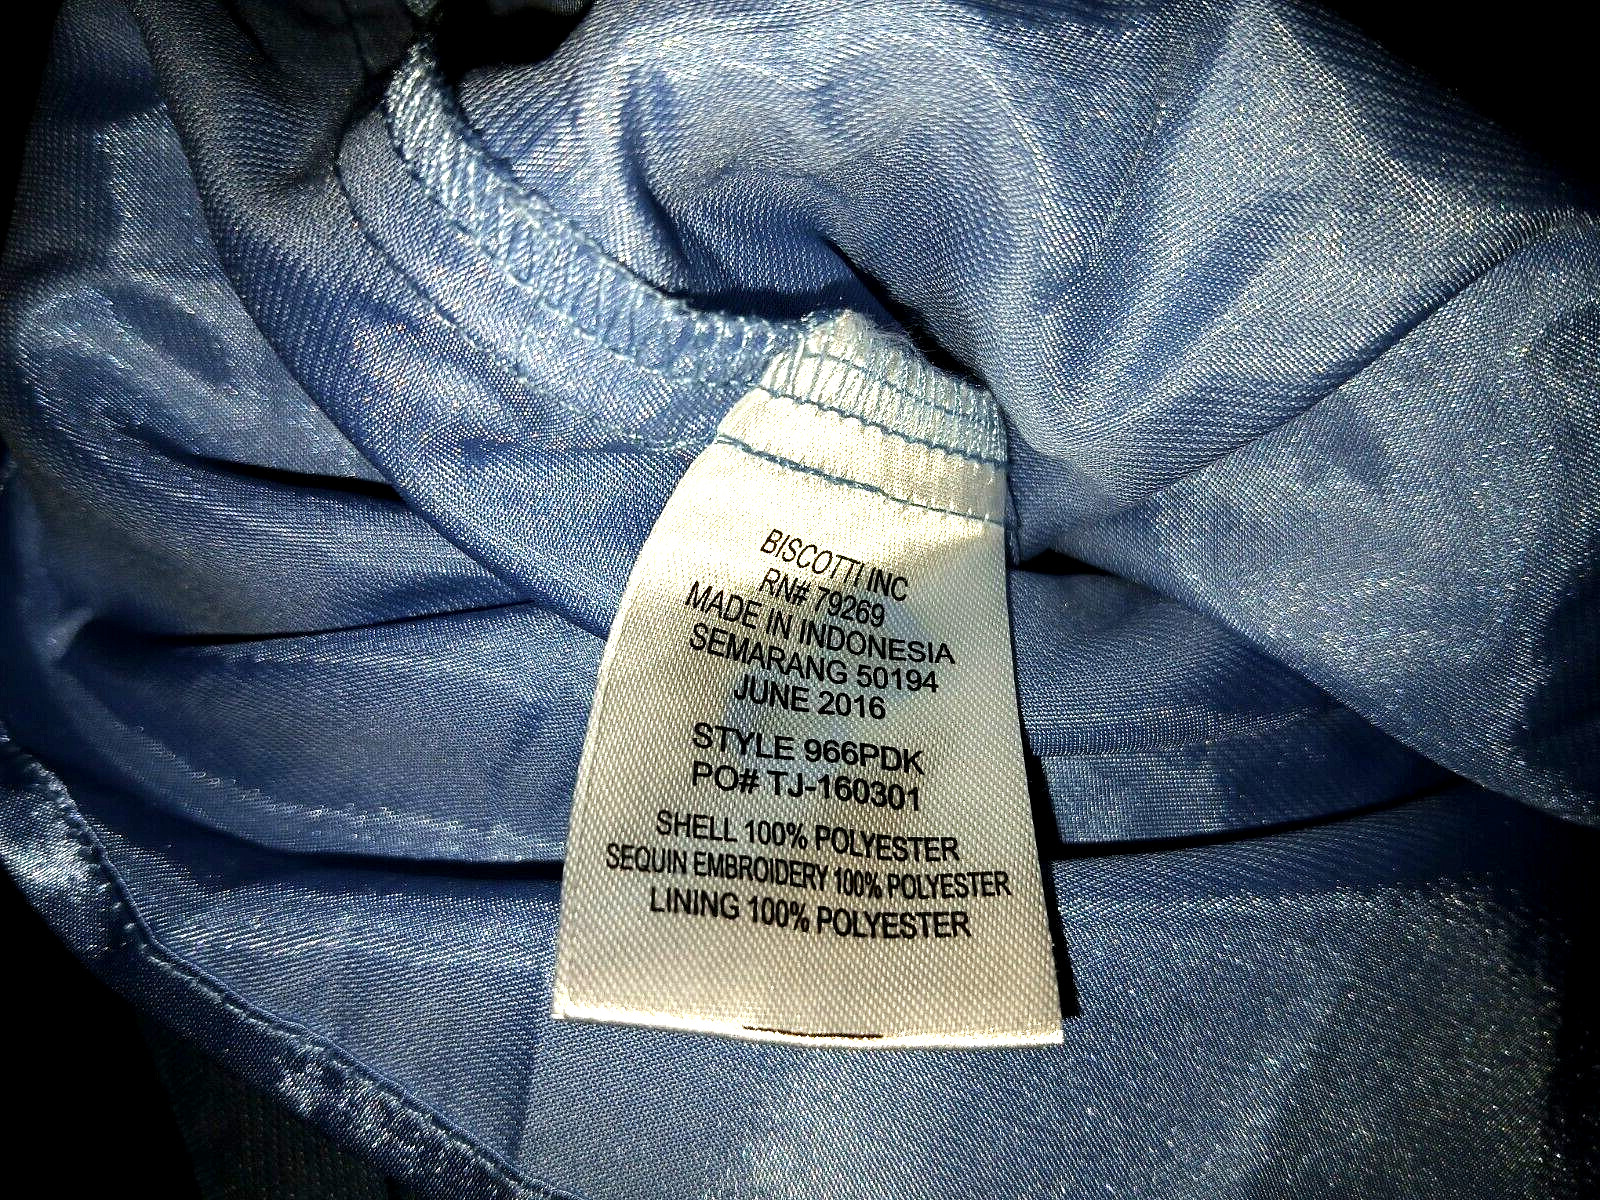 BISCOTTI INC
RN# 79269
MADE IN INDONESIA
SEMARANG 50194
JUNE 2016
STYLE 966PDK
PO# TJ-160301
SHELL 100% POLYESTER
SEQUIN EMBROIDERY 100% POLYESTER
LINING 100% POLYESTER